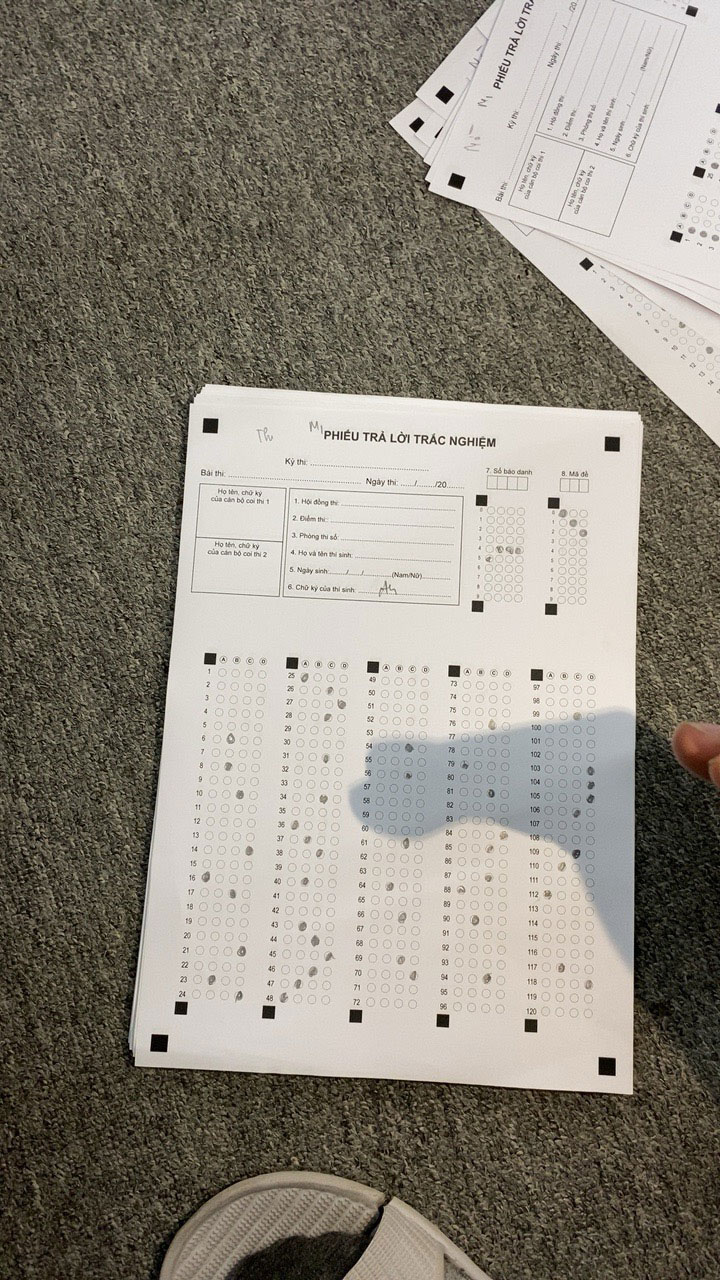 PHIẾU TRẢ LỜI TRẮC NGHIỆM
Kỳ thi:
Bài thi: Ngày thi: ...../......../20......
Họ tên, chữ ký
của cán bộ coi thi 1
Họ tên, chữ ký
của cán bộ coi thi 2
1. Hội đồng thi:
2. Điểm thi:
3. Phòng thi số:
4. Họ và tên thí sinh:
5. Ngày sinh:....../....../........ (Nam/Nữ)
6. Chữ ký của thí sinh:
7. Số báo danh
8. Mã đề
0 0
1 1
2 2
3 3
4 4
5 5
6 6
7 7
8 8
9 9
A B C D A B C D A B C D A B C D A B C D
1 25 49 73 97
2 26 50 74 98
3 27 51 75 99
4 28 52 76 100
5 29 53 77 101
6 30 54 78 102
7 31 55 79 103
8 32 56 80 104
9 33 57 81 105
10 34 58 82 106
11 35 59 83 107
12 36 60 84 108
13 37 61 85 109
14 38 62 86 110
15 39 63 87 111
16 40 64 88 112
17 41 65 89 113
18 42 66 90 114
19 43 67 91 115
20 44 68 92 116
21 45 69 93 117
22 46 70 94 118
23 47 71 95 119
24 48 72 96 120
PHIẾU TRẢ LỜI TRẮ
Kỳ thi:
Bài thi: Ngày thi: ...../...../20
Họ tên, chữ ký
của cán bộ coi thi 1
Họ tên, chữ ký
của cán bộ coi thi 2
1. Hội đồng thi:
2. Điểm thi:
3. Phòng thi số:
4. Họ và tên thí sinh:
5. Ngày sinh:....../....../ (Nam/Nữ)
6. Chữ ký của thí sinh: